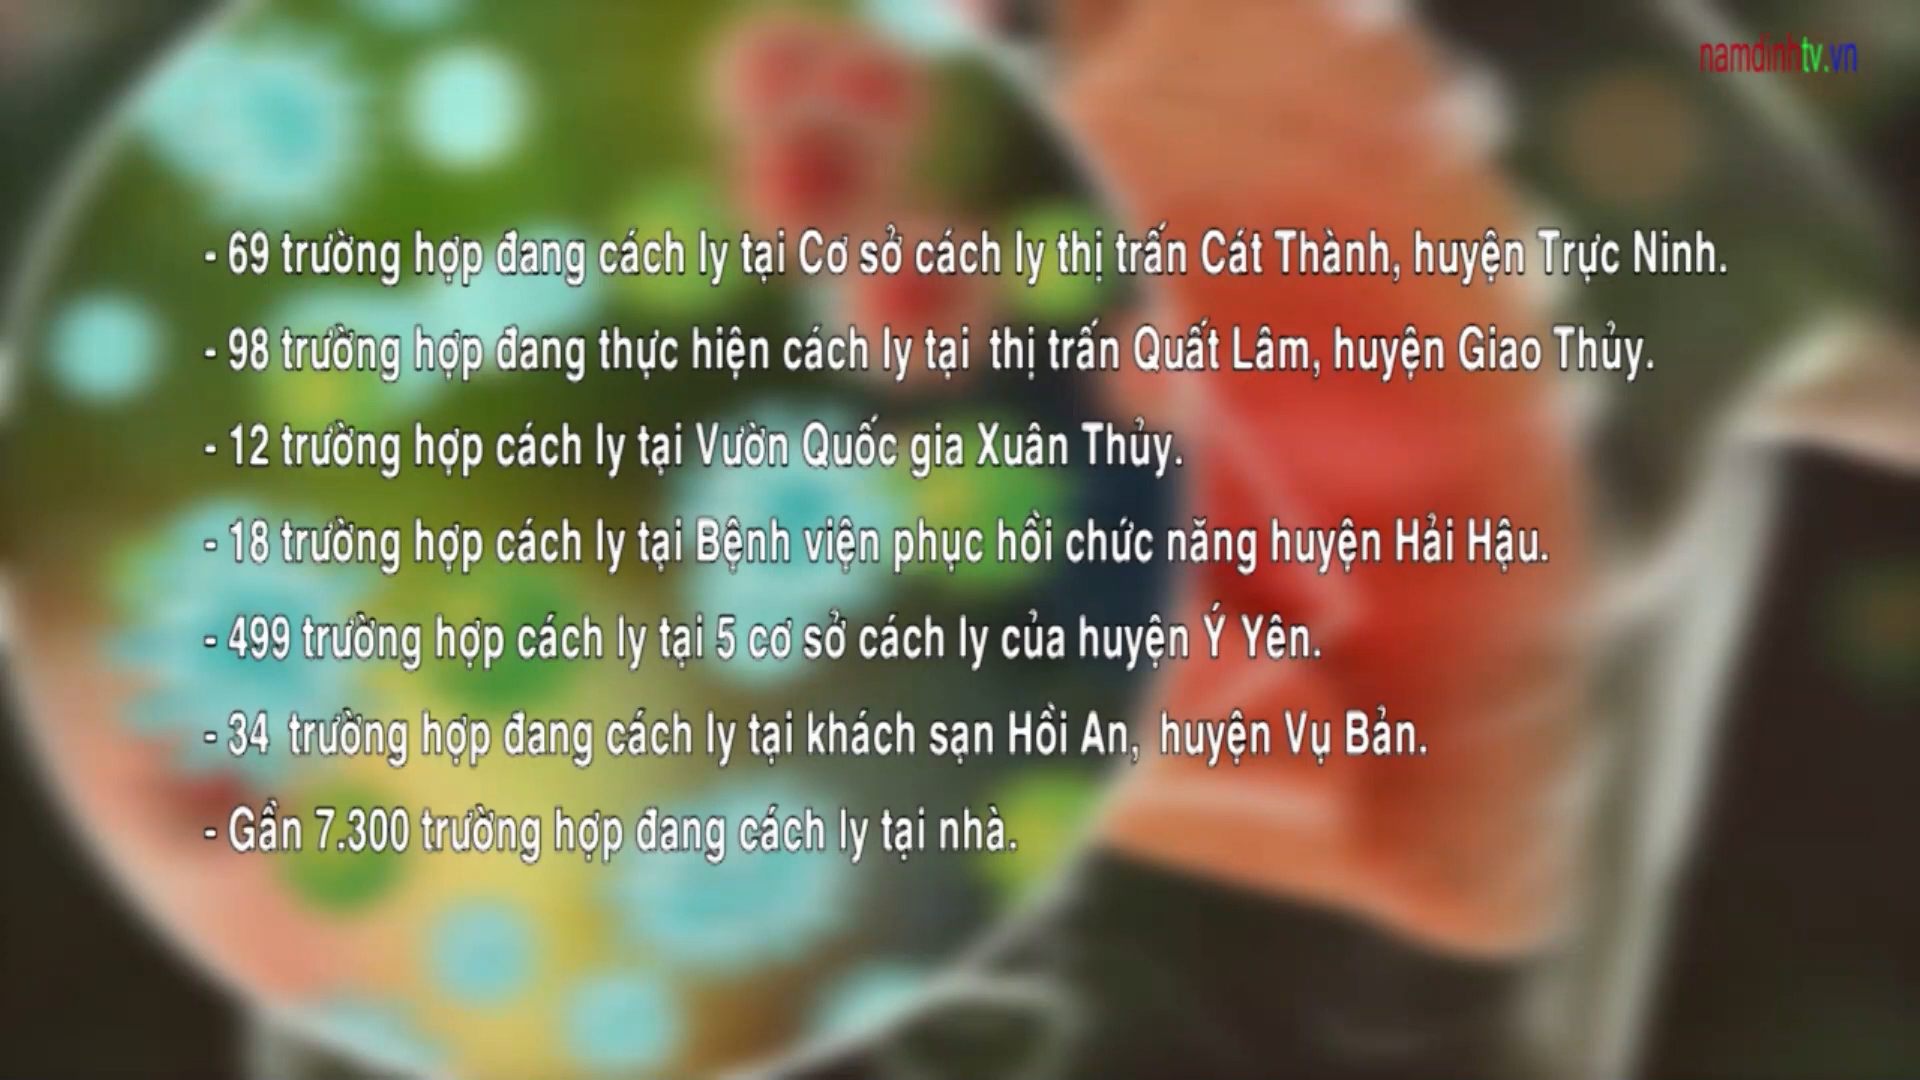 namdinhtv.vn
- 69 trường hợp đang cách ly tại Cơ sở cách ly thị trấn Cát Thành, huyện Trực Ninh.
- 98 trường hợp đang thực hiện cách ly tại thị trấn Quất Lâm, huyện Giao Thủy.
- 12 trường hợp cách ly tại Vườn Quốc gia Xuân Thủy.
- 18 trường hợp cách ly tại Bệnh viện phục hồi chức năng huyện Hải Hậu.
- 499 trường hợp cách ly tại 5 cơ sở cách ly của huyện Ý Yên.
- 34 trường hợp đang cách ly tại khách sạn Hồi An, huyện Vụ Bản.
- Gần 7.300 trường hợp đang cách ly tại nhà.